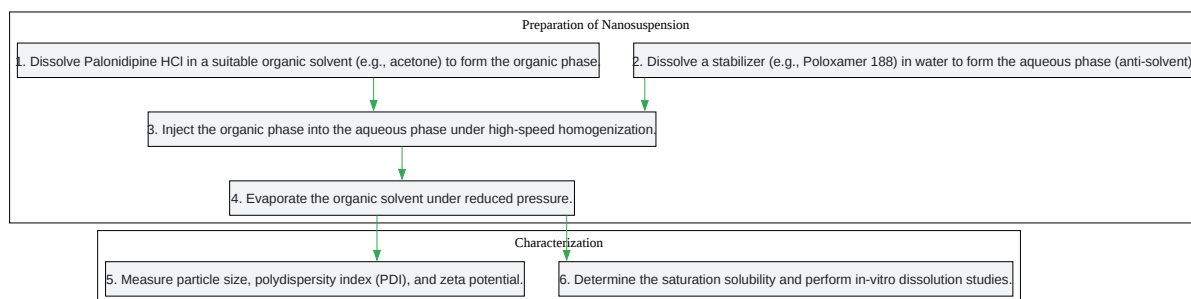 Preparation of Nanosuspension
1. Dissolve Palonidipine HCl in a suitable organic solvent (e.g., acetone) to form the organic phase.
2. Dissolve a stabilizer (e.g., Poloxamer 188) in water to form the aqueous phase (anti-solvent)
3. Inject the organic phase into the aqueous phase under high-speed homogenization.
4. Evaporate the organic solvent under reduced pressure.
Characterization
5. Measure particle size, polydispersity index (PDI), and zeta potential.
6. Determine the saturation solubility and perform in-vitro dissolution studies.